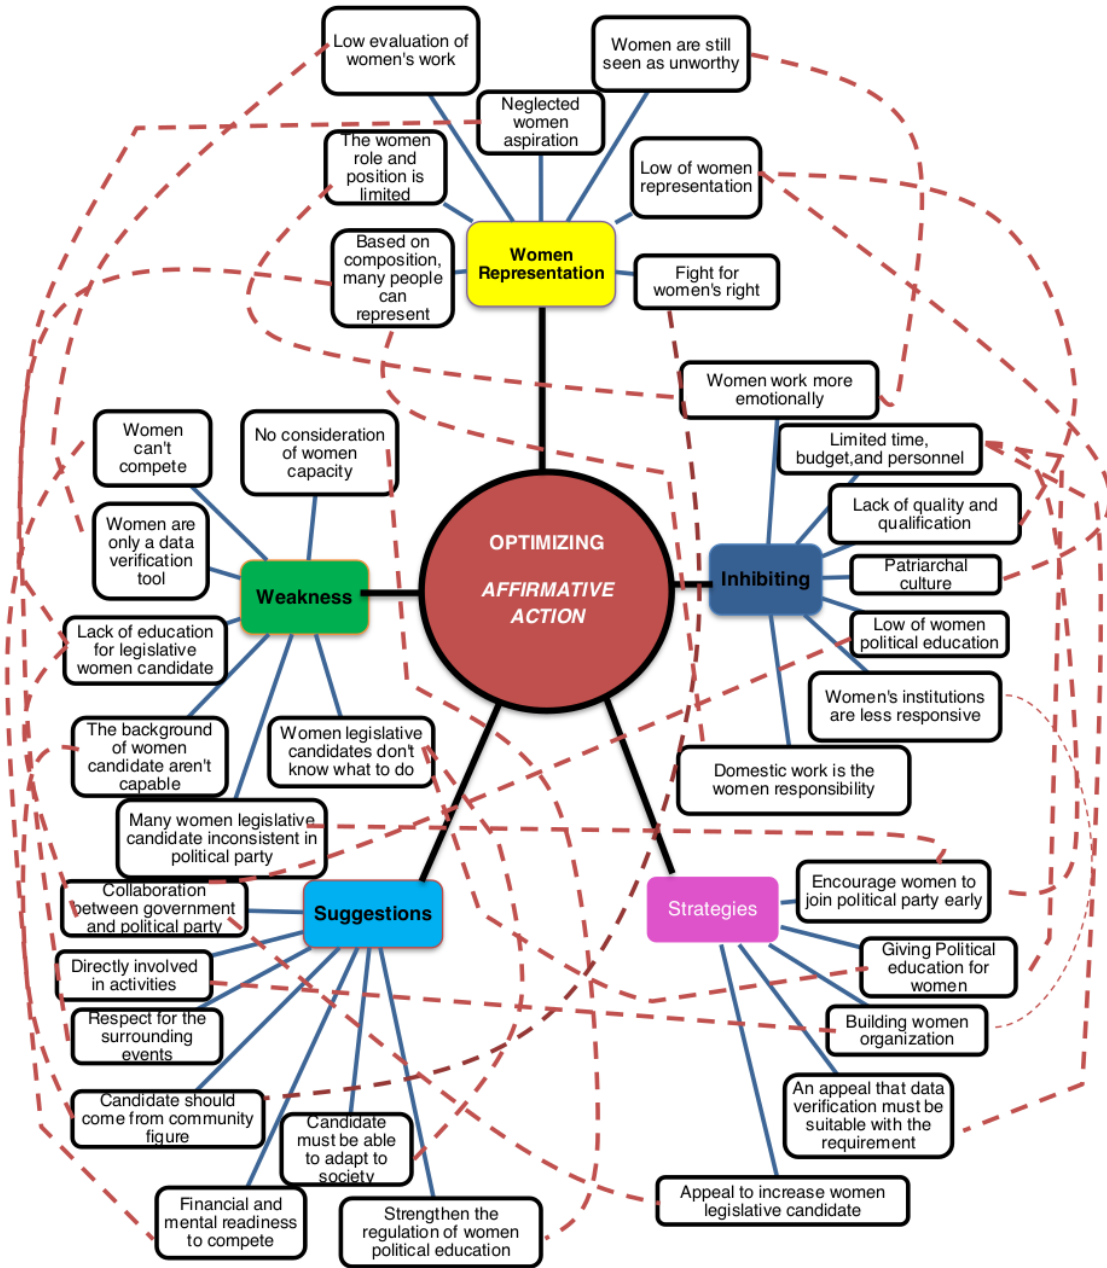 Low evaluation of
women's work
Women are still
seen as unworthy
Neglected
women
aspiration
The women
role and
position is
limited
Low of women
representation
Based on
composition,
many people
can
represent
Women
Representation
Fight for
women's right
Women work more
emotionally
Women
can't
compete
No consideration
of women
capacity
Limited time,
budget,and personnel
Lack of quality and
qualification
Women are
only a data
verification
tool
OPTIMIZING
AFFIRMATIVE
ACTION
Weakness
Inhibiting
Patriarchal
culture
Lack of education
for legislative
women candidate
Low of women
political education
Women's institutions
are less responsive
The background
of women
candidate aren't
capable
Women legislative
candidates don't
know what to do
Domestic work is the
women responsibility
Many women legislative
candidate inconsistent in
political party
Collaboration
between government
and political party
Suggestions
Strategies
Encourage women to
join political party early
Directly involved
in activities
Giving Political
education for
women
Respect for the
surrounding
events
Building women
organization
Candidate should
come from community
figure
Candidate
must be able
to adapt to
society
An appeal that data
verification must be
suitable with the
requirement
Financial and
mental readiness
to compete
Strengthen the
regulation of women
political education
Appeal to increase women
legislative candidate